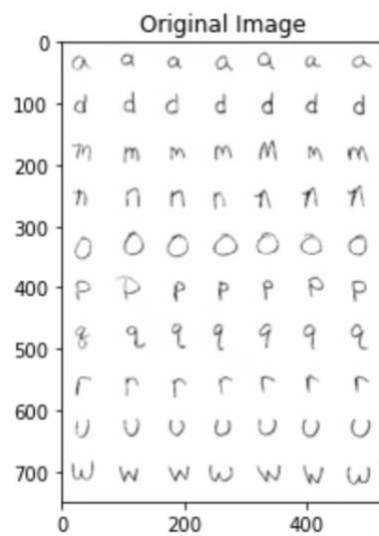 Original Image
0
a a a a a a a
100
d d d d d d d
m m m m M m m
200
n n n n n n n
300
O O O O O O O
400
P P P P P P P
q q q q q q q
500
r r r r r r r
600
U U U U U U U
700
W W W W W W W
0 200 400